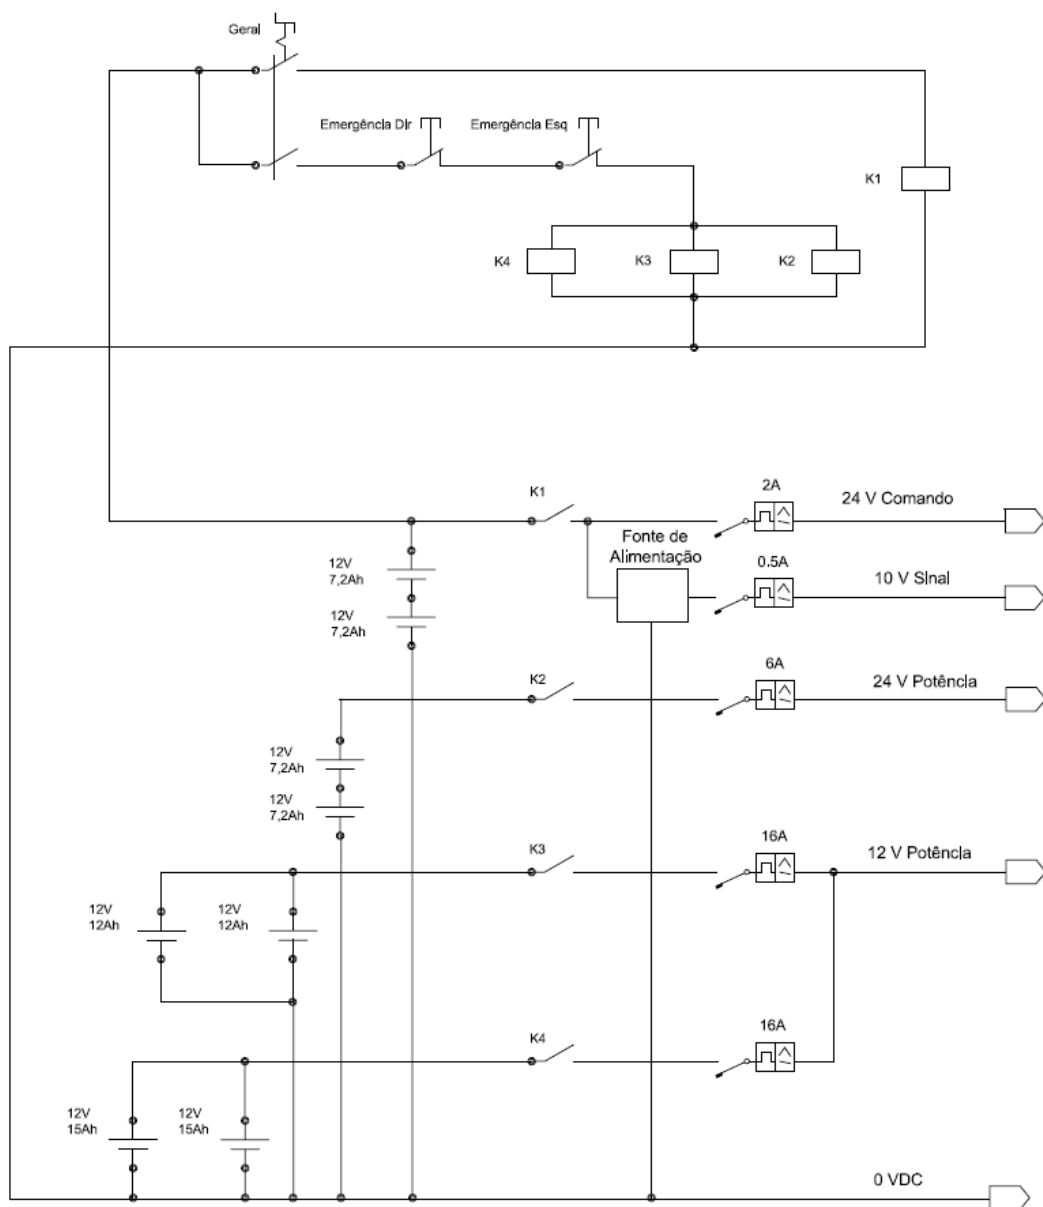 Geral
Emergência Dir
Emergência Esq
K1
K4
K3
K2
K1
2A
24 V Comando
Fonte de
Alimentação
0.5A
10 V Sinal
12V
7,2Ah
12V
7,2Ah
K2
6A
24 V Potência
12V
7,2Ah
12V
7,2Ah
K3
16A
12 V Potência
12V
12Ah
12V
12Ah
K4
16A
12V
15Ah
12V
15Ah
0 VDC